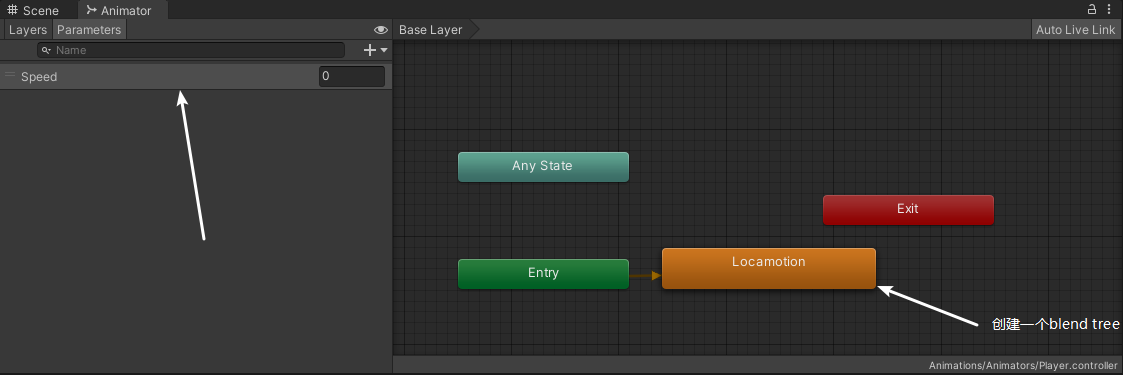 Scene Animator
Layers Parameters
Base Layer
Auto Live Link
Name
Speed 0
Any State
Exit
Entry
Locamotion
创建一个blend tree
Animations/Animators/Player.controller